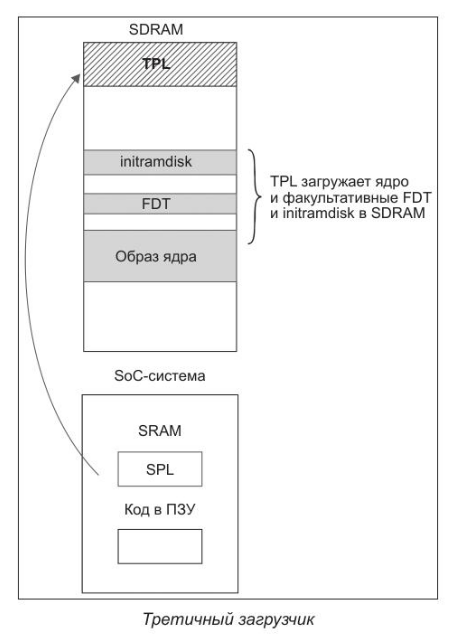 SDRAM
TPL
initramdisk
FDT
Образ ядра
TPL загружает ядро
и факультативные FDT
и initramdisk в SDRAM
SoC-система
SRAM
SPL
Код в ПЗУ
Третичный загрузчик